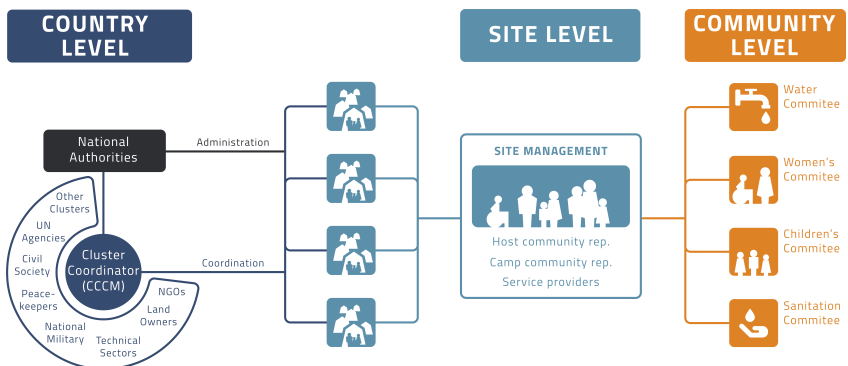 COUNTRY
LEVEL
SITE LEVEL
COMMUNITY
LEVEL
National
Authorities
Administration
Other
Clusters
UN
Agencies
Civil
Society
Peace-
keepers
National
Military
Technical
Sectors
Land
Owners
NGOs
Cluster
Coordinator
(CCCM)
Coordination
SITE MANAGEMENT
Host community rep.
Camp community rep.
Service providers
Water
Commitee
Women's
Commitee
Children's
Commitee
Sanitation
Commitee